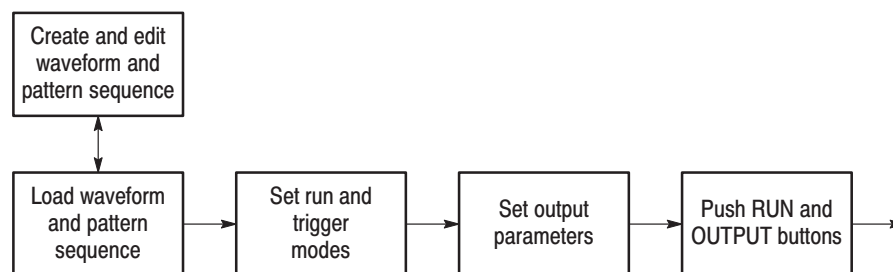 Create and edit
waveform and
pattern sequence
Load waveform
and pattern
sequence
Set run and
trigger
modes
Set output
parameters
Push RUN and
OUTPUT buttons